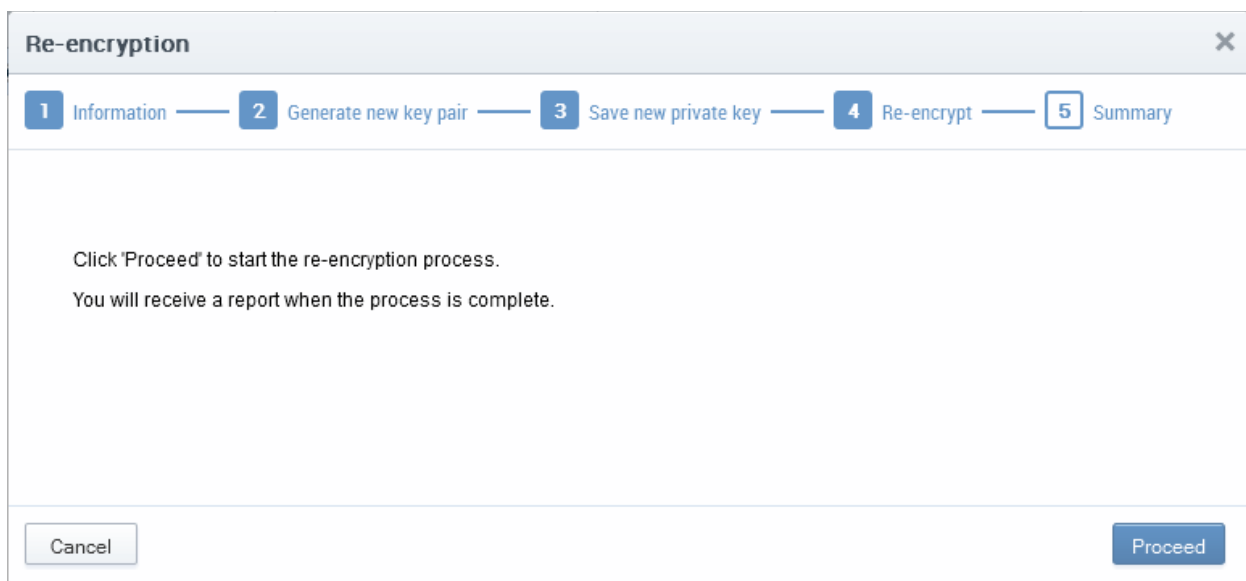 Re-encryption
1 Information 2 Generate new key pair 3 Save new private key 4 Re-encrypt 5 Summary
Click 'Proceed' to start the re-encryption process.
You will receive a report when the process is complete.
Cancel Proceed